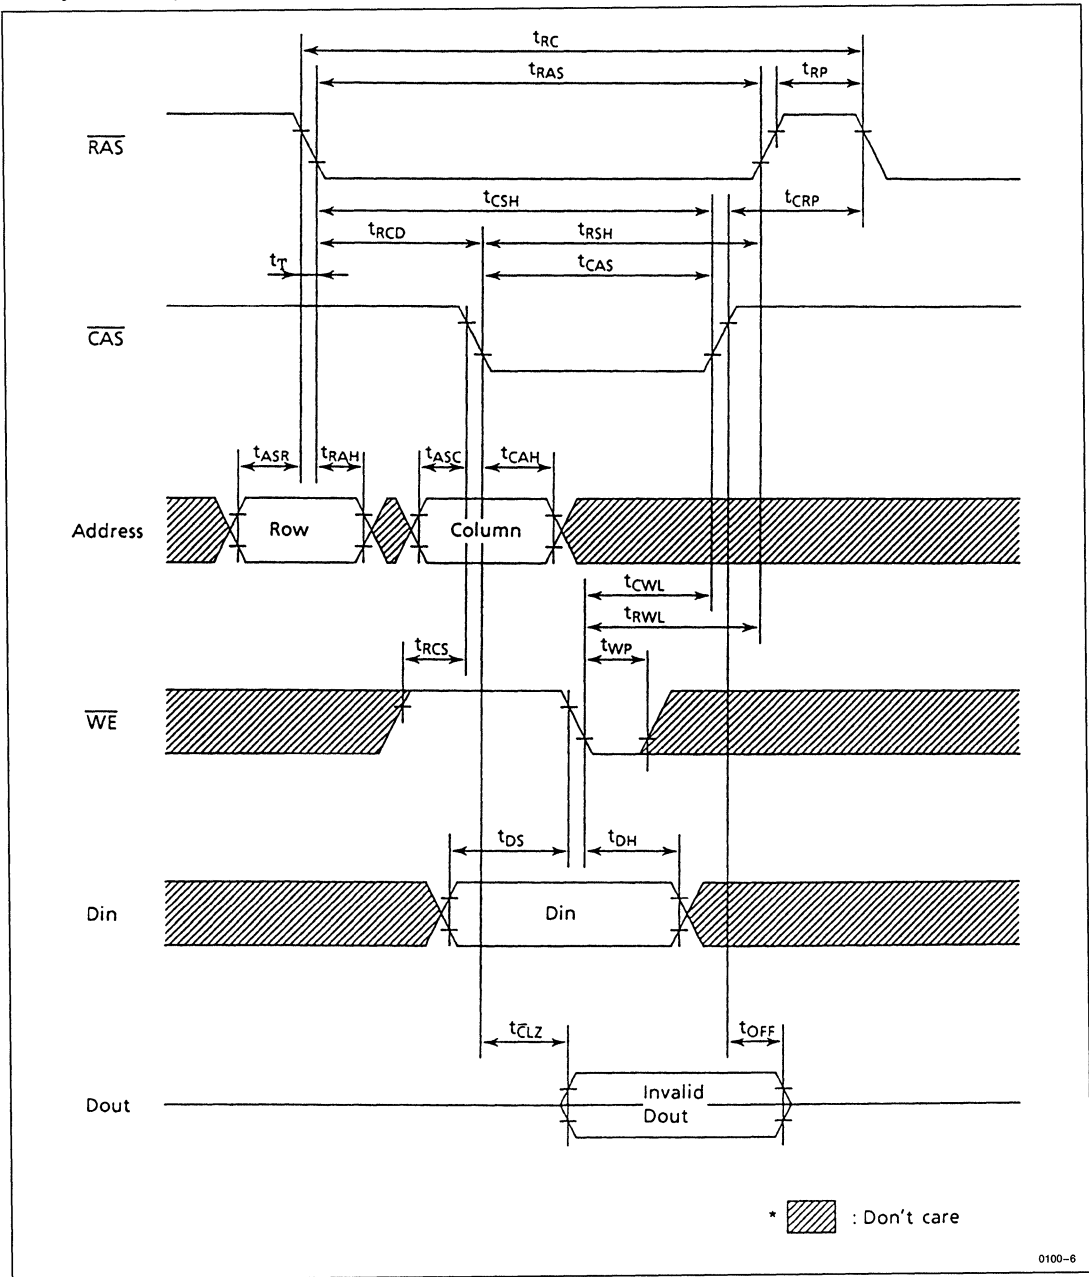 tRC
tRAS
tRP
RAS
tCSH
tCRP
tRCD
tRSH
tT
tCAS
CAS
tASR
tRAH
tASC
tCAH
Address
Row
Column
tCWL
tRWL
tRCS
tWP
WE
tDS
tDH
Din
Din
tCLZ
tOFF
Dout
Invalid
Dout
* : Don't care
0100–6